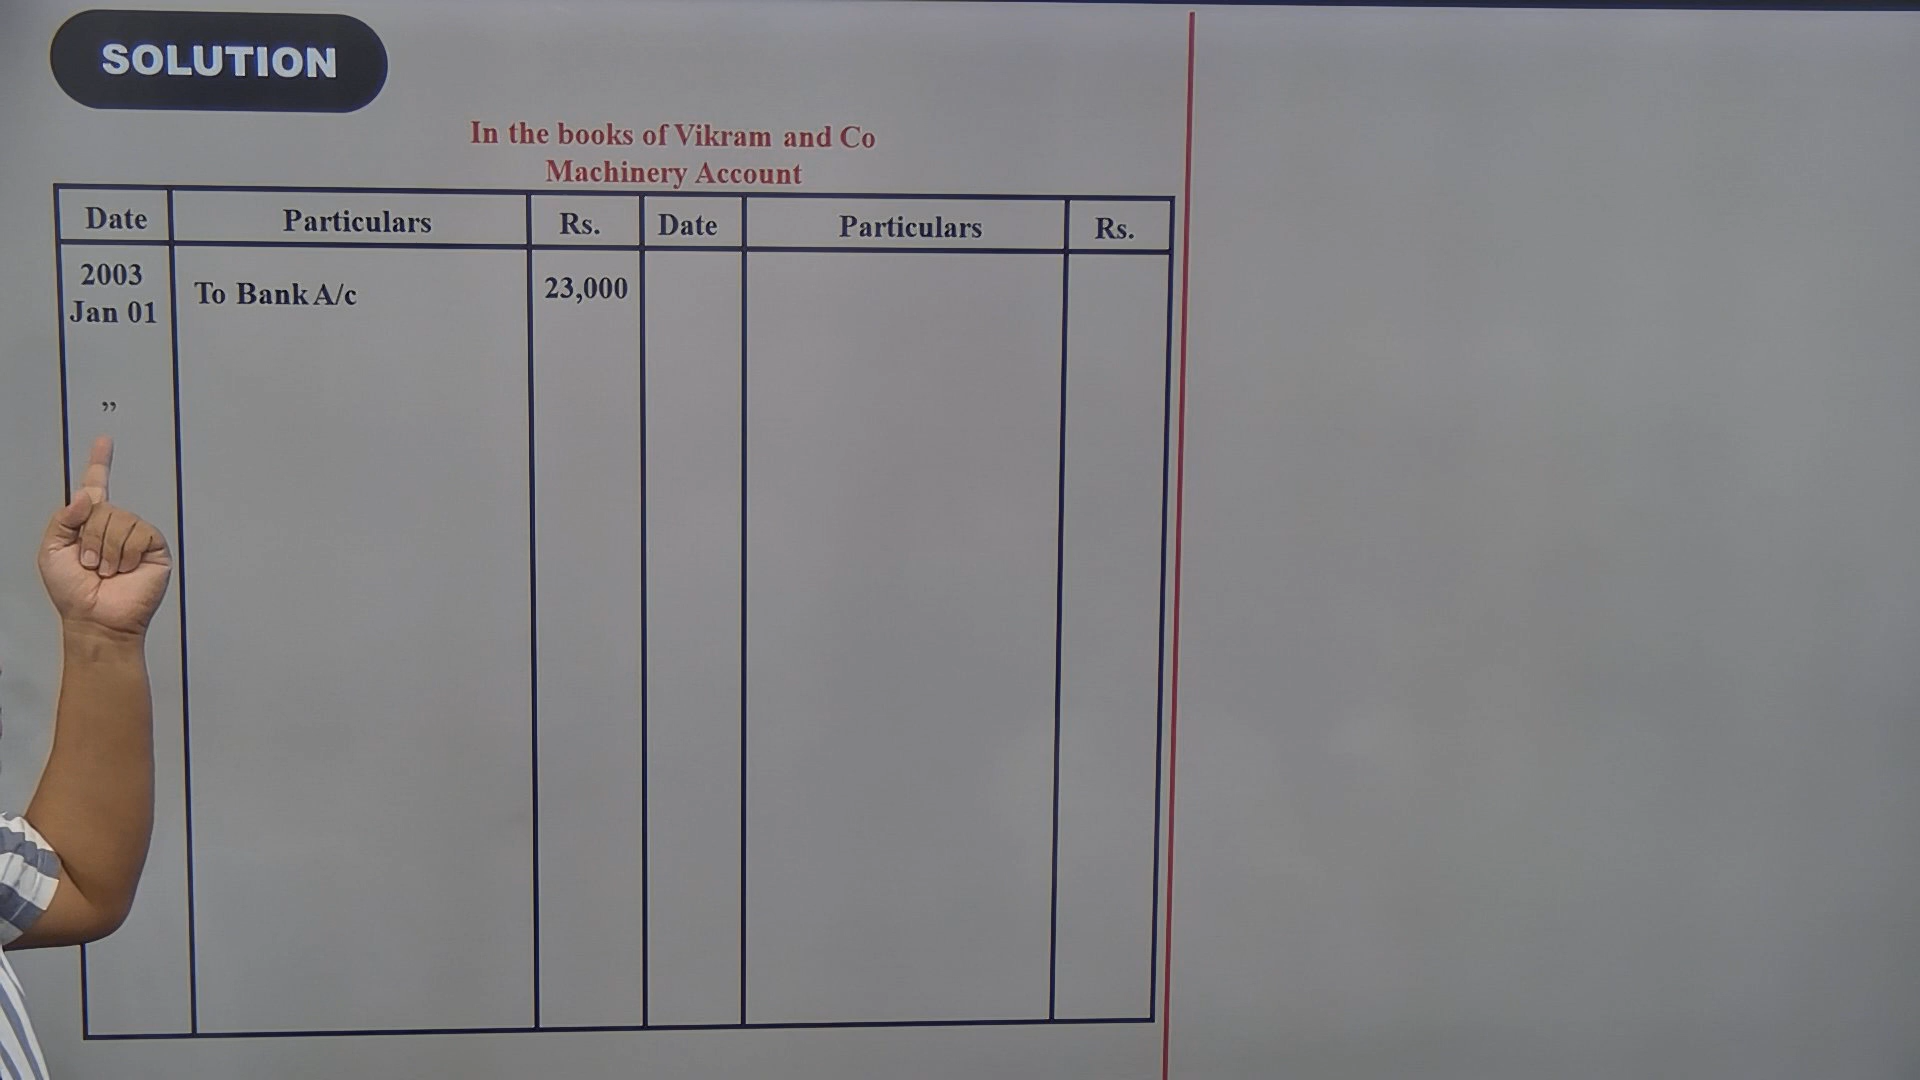 SOLUTION
In the books of Vikram and Co
Machinery Account
Date Particulars Rs. Date Particulars Rs.
2003
Jan 01 To Bank A/c 23,000
”